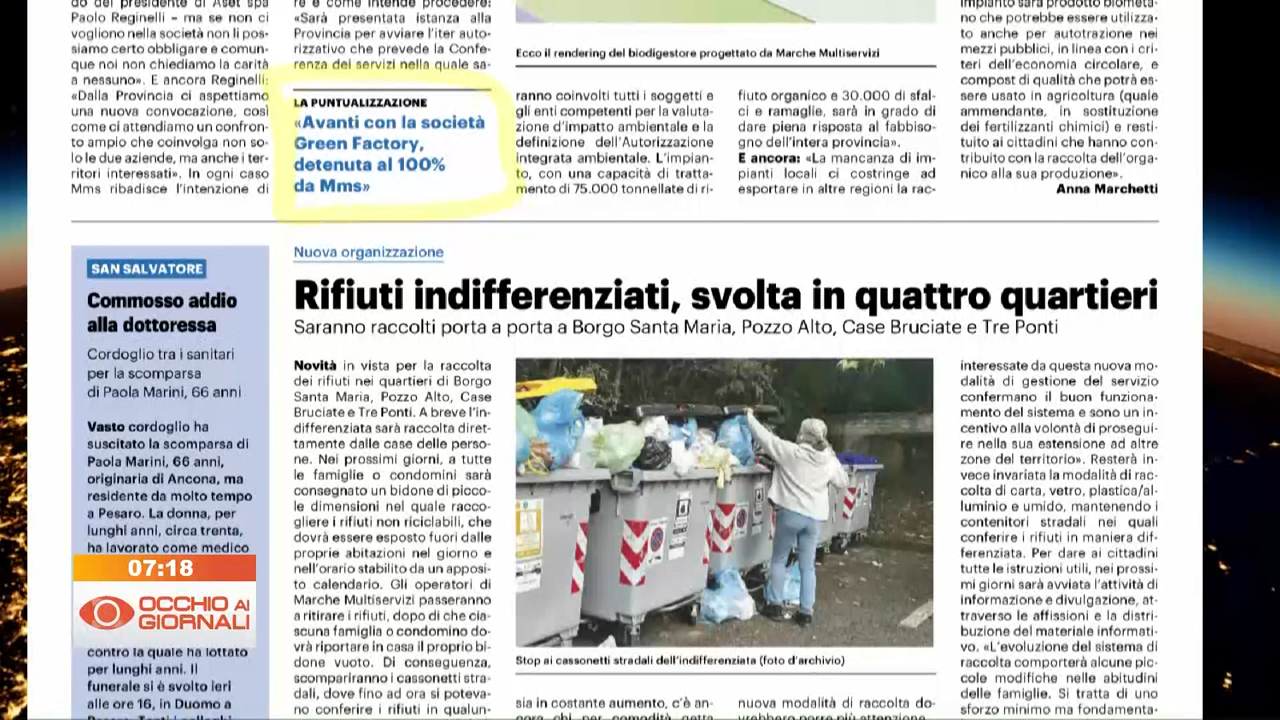 do del presidente di Aset spa
Paolo Reginelli – ma se non ci
vogliono nella società non li pos-
siamo certo obbligare e comun-
que noi non chiediamo la carità
a nessuno». E ancora Reginelli:
«Dalla Provincia ci aspettiamo
una nuova convocazione, così
come ci attendiamo un confron-
to ampio che coinvolga non so-
lo le due aziende, ma anche i ter-
ritori interessati». In ogni caso
Mms ribadisce l'intenzione di
re e come intende procedere:
«Sarà presentata istanza alla
Provincia per avviare l'iter auto-
rizzativo che prevede la Confe-
renza dei servizi nella quale sa-
LA PUNTUALIZZAZIONE
«Avanti con la società
Green Factory,
detenuta al 100%
da Mms»
Ecco il rendering del biodigestore progettato da Marche Multiservizi
ranno coinvolti tutti i soggetti e
gli enti competenti per la valuta-
zione d'impatto ambientale e la
definizione dell'Autorizzazione
integrata ambientale. L'impian-
to, con una capacità di tratta-
mento di 75.000 tonnellate di ri-
fiuto organico e 30.000 di sfal-
ci e ramaglie, sarà in grado di
dare piena risposta al fabbiso-
gno dell'intera provincia».
E ancora: «La mancanza di im-
pianti locali ci costringe ad
esportare in altre regioni la rac-
impianto sarà prodotto biometa-
no che potrebbe essere utilizza-
to anche per autotrazione nei
mezzi pubblici, in linea con i cri-
teri dell'economia circolare, e
compost di qualità che potrà es-
sere usato in agricoltura (quale
ammendante, in sostituzione
dei fertilizzanti chimici) e resti-
tuito ai cittadini che hanno con-
tribuito con la raccolta dell'orga-
nico alla sua produzione».
Anna Marchetti
SAN SALVATORE
Commosso addio
alla dottoressa
Cordoglio tra i sanitari
per la scomparsa
di Paola Marini, 66 anni
Vasto cordoglio ha
suscitato la scomparsa di
Paola Marini, 66 anni,
originaria di Ancona, ma
residente da molto tempo
a Pesaro. La donna, per
lunghi anni, circa trenta,
ha lavorato come medico
07:18
OCCHIO AI
GIORNALI
contro la quale ha lottato
per lunghi anni. Il
funerale si è svolto ieri
alle ore 16, in Duomo a
Nuova organizzazione
Rifiuti indifferenziati, svolta in quattro quartieri
Saranno raccolti porta a porta a Borgo Santa Maria, Pozzo Alto, Case Bruciate e Tre Ponti
Novità in vista per la raccolta
dei rifiuti nei quartieri di Borgo
Santa Maria, Pozzo Alto, Case
Bruciate e Tre Ponti. A breve l'in-
differenziata sarà raccolta diret-
tamente dalle case delle perso-
ne. Nei prossimi giorni, a tutte
le famiglie o condomini sarà
consegnato un bidone di picco-
le dimensioni nel quale racco-
gliere i rifiuti non riciclabili, che
dovrà essere esposto fuori dalle
proprie abitazioni nel giorno e
nell'orario stabilito da un apposi-
to calendario. Gli operatori di
Marche Multiservizi passeranno
a ritirare i rifiuti, dopo di che cia-
scuna famiglia o condomino do-
vrà riportare in casa il proprio bi-
done vuoto. Di conseguenza,
scompariranno i cassonetti stra-
dali, dove fino ad ora si poteva-
no conferire i rifiuti in qualun-
Stop ai cassonetti stradali dell'indifferenziata (foto d'archivio)
sia in costante aumento, c'è an-
nuova modalità di raccolta do-
interessate da questa nuova mo-
dalità di gestione del servizio
confermano il buon funziona-
mento del sistema e sono un in-
centivo alla volontà di prosegui-
re nella sua estensione ad altre
zone del territorio». Resterà in-
vece invariata la modalità di rac-
colta di carta, vetro, plastica/al-
luminio e umido, mantenendo i
contenitori stradali nei quali
conferire i rifiuti in maniera dif-
ferenziata. Per dare ai cittadini
tutte le istruzioni utili, nei prossi-
mi giorni sarà avviata l'attività di
informazione e divulgazione, at-
traverso le affissioni e la distri-
buzione del materiale informati-
vo. «L'evoluzione del sistema di
raccolta comporterà alcune pic-
cole modifiche nelle abitudini
delle famiglie. Si tratta di uno
sforzo minimo ma fondamenta-